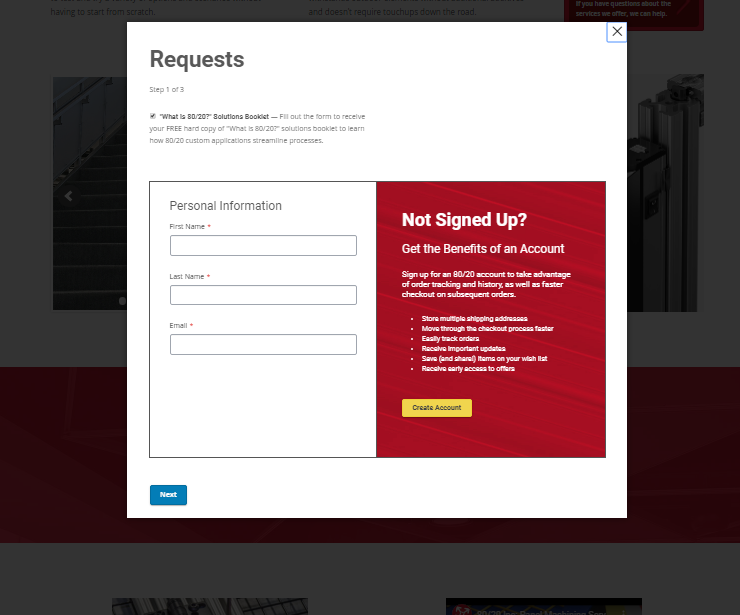 having to start from scratch.
and doesn't require touchups down the road.
If you have questions about the
services we offer, we can help.
Requests
Step 1 of 3
"What is 80/20?" Solutions Booklet — Fill out the form to receive
your FREE hard copy of "What is 80/20?" solutions booklet to learn
how 80/20 custom applications streamline processes.
Personal Information
First Name *
Last Name *
Email *
Not Signed Up?
Get the Benefits of an Account
Sign up for an 80/20 account to take advantage
of order tracking and history, as well as faster
checkout on subsequent orders.
• Store multiple shipping addresses
• Move through the checkout process faster
• Easily track orders
• Receive important updates
• Save (and share!) items on your wish list
• Receive early access to offers
Create Account
Next